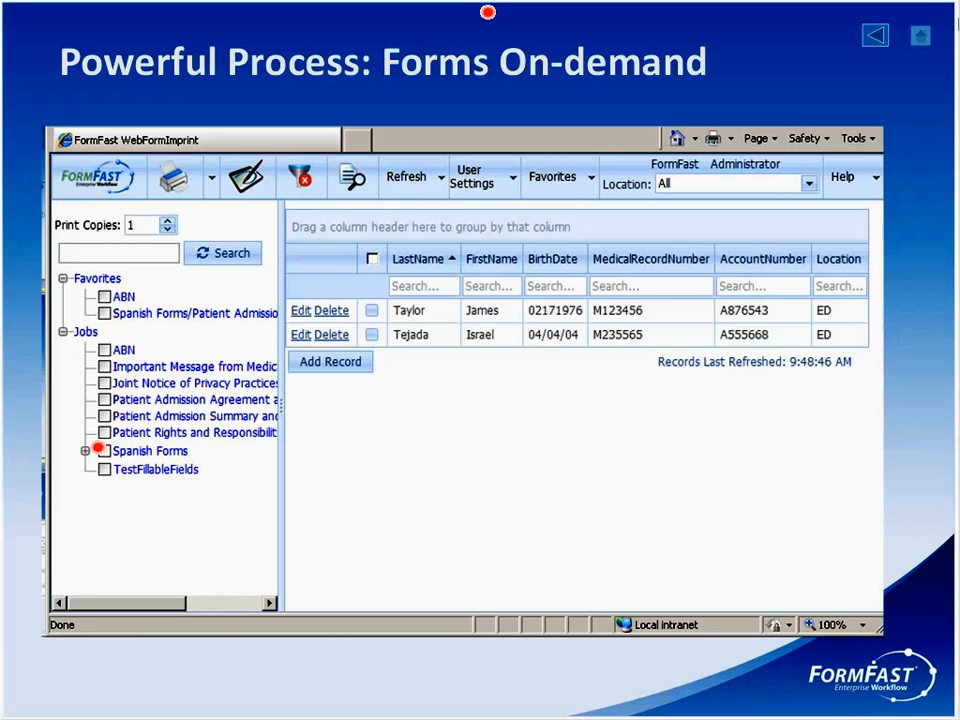 Powerful Process: Forms On-demand
FormFast WebFormImprint
Page
Safety
Tools
FORMFAST
Enterprise Workflow
Refresh
User
Settings
Favorites
FormFast Administrator
Location: All
Help
Print Copies: 1
Search
Favorites
ABN
Spanish Forms/Patient Admissio
Jobs
ABN
Important Message from Medic
Joint Notice of Privacy Practices
Patient Admission Agreement a
Patient Admission Summary and
Patient Rights and Responsibilit
Spanish Forms
TestFillableFields
Drag a column header here to group by that column
LastName FirstName BirthDate MedicalRecordNumber AccountNumber Location
Search... Search... Search... Search... Search... Search...
Edit Delete Taylor James 02171976 M123456 A876543 ED
Edit Delete Tejada Israel 04/04/04 M235565 A555668 ED
Add Record
Records Last Refreshed: 9:48:46 AM
Done
Local intranet
100%
FORMFAST
Enterprise Workflow